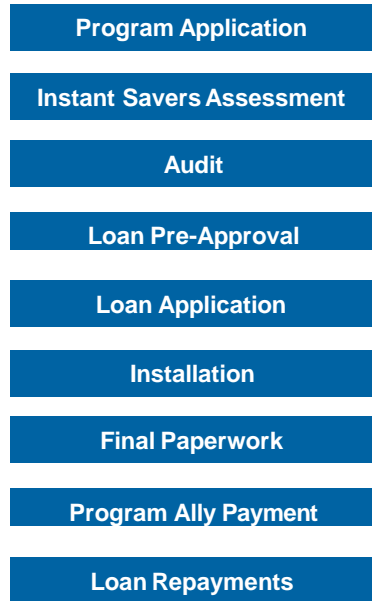 Program Application
Instant Savers Assessment
Audit
Loan Pre-Approval
Loan Application
Installation
Final Paperwork
Program Ally Payment
Loan Repayments